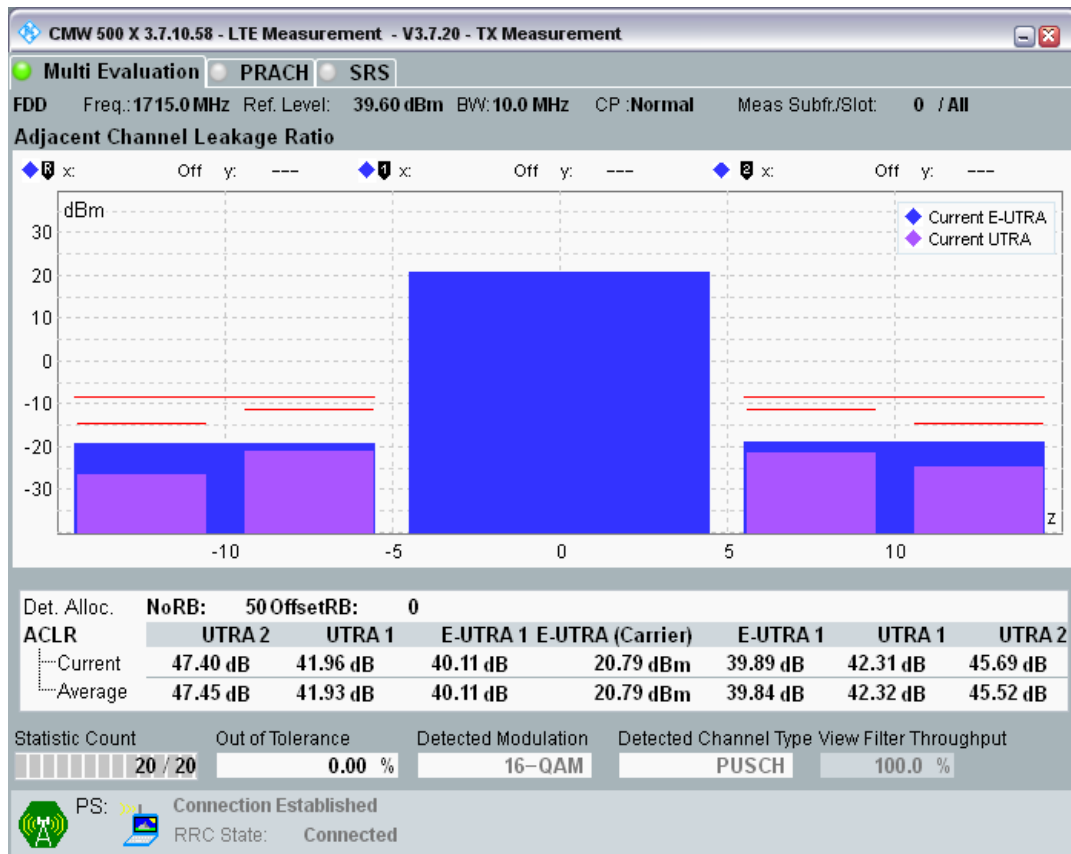 CMW 500 X 3.7.10.58 - LTE Measurement - V3.7.20 - TX Measurement
Multi Evaluation PRACH SRS
FDD Freq.: 1715.0 MHz Ref. Level: 39.60 dBm BW: 10.0 MHz CP :Normal Meas Subfr./Slot: 0 / All
Adjacent Channel Leakage Ratio
R x: Off y: --- 1 x: Off y: --- 2 x: Off y: ---
dBm
Current E-UTRA
Current UTRA
30
20
10
0
-10
-20
-30
z
-10 -5 0 5 10
Det. Alloc. NoRB: 50 OffsetRB: 0
ACLR UTRA 2 UTRA 1 E-UTRA 1 E-UTRA (Carrier) E-UTRA 1 UTRA 1 UTRA 2
Current 47.40 dB 41.96 dB 40.11 dB 20.79 dBm 39.89 dB 42.31 dB 45.69 dB
Average 47.45 dB 41.93 dB 40.11 dB 20.79 dBm 39.84 dB 42.32 dB 45.52 dB
Statistic Count Out of Tolerance Detected Modulation Detected Channel Type View Filter Throughput
20 / 20 0.00 % 16-QAM PUSCH 100.0 %
PS: Connection Established
RRC State: Connected